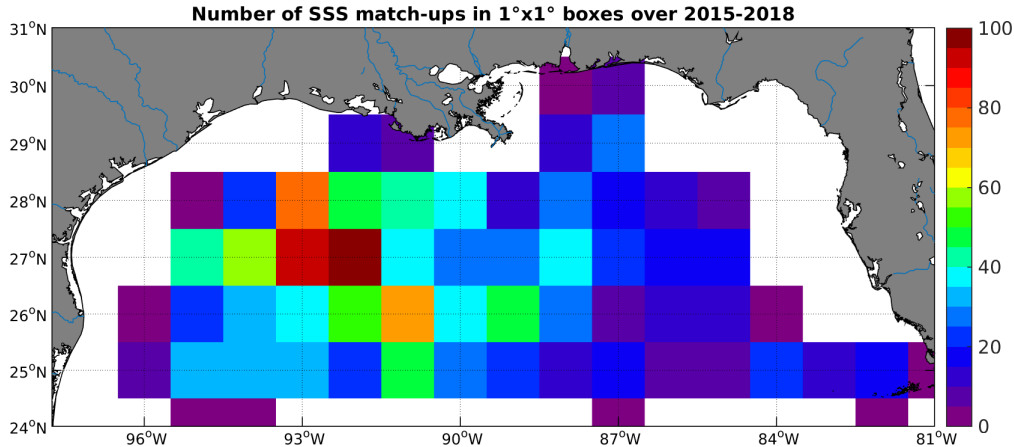 Number of SSS match-ups in 1°x1° boxes over 2015-2018
31°N
30°N
29°N
28°N
27°N
26°N
25°N
24°N
96°W
93°W
90°W
87°W
84°W
81°W
100
80
60
40
20
0